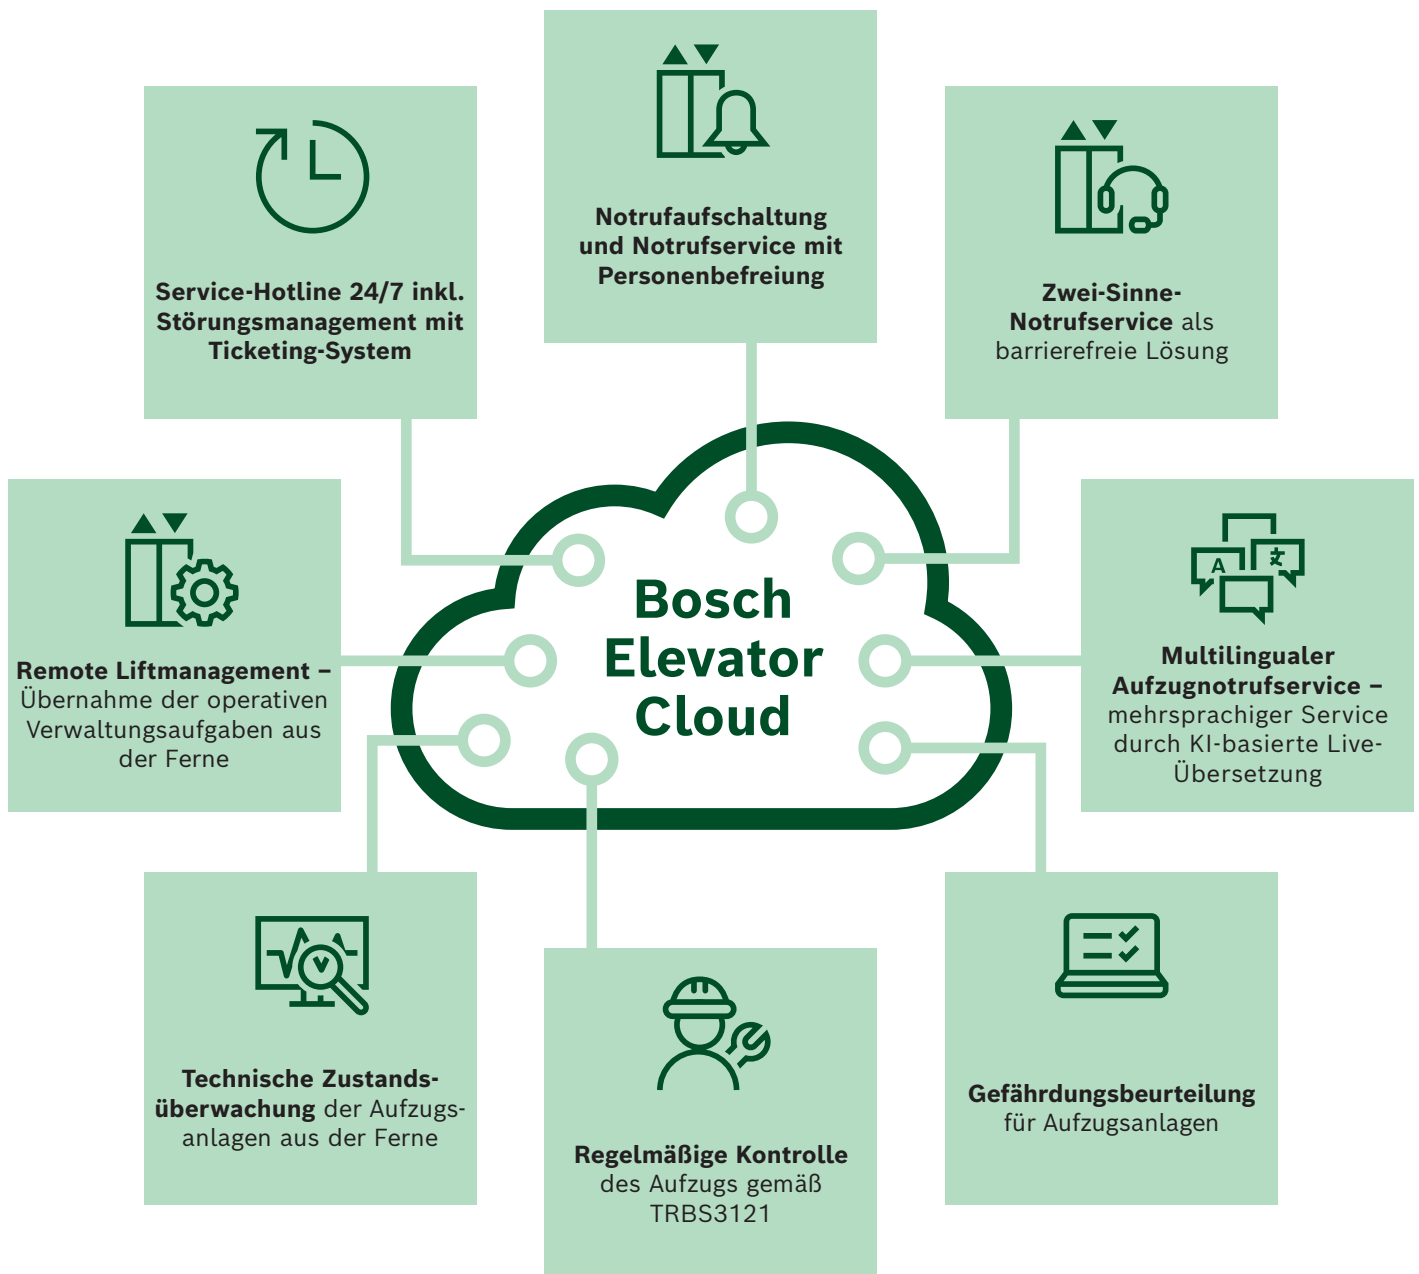 Notrufaufschaltung
und Notrufservice mit
Personenbefreiung
Service-Hotline 24/7 inkl.
Störungsmanagement mit
Ticketing-System
Zwei-Sinne-
Notrufservice als
barrierefreie Lösung
Bosch
Elevator
Cloud
Remote Liftmanagement –
Übernahme der operativen
Verwaltungsaufgaben aus
der Ferne
A
文
Multilingualer
Aufzugnotrufservice –
mehrsprachiger Service
durch KI-basierte Live-
Übersetzung
Technische Zustands-
überwachung der Aufzugs-
anlagen aus der Ferne
Regelmäßige Kontrolle
des Aufzugs gemäß
TRBS3121
Gefährdungsbeurteilung
für Aufzugsanlagen